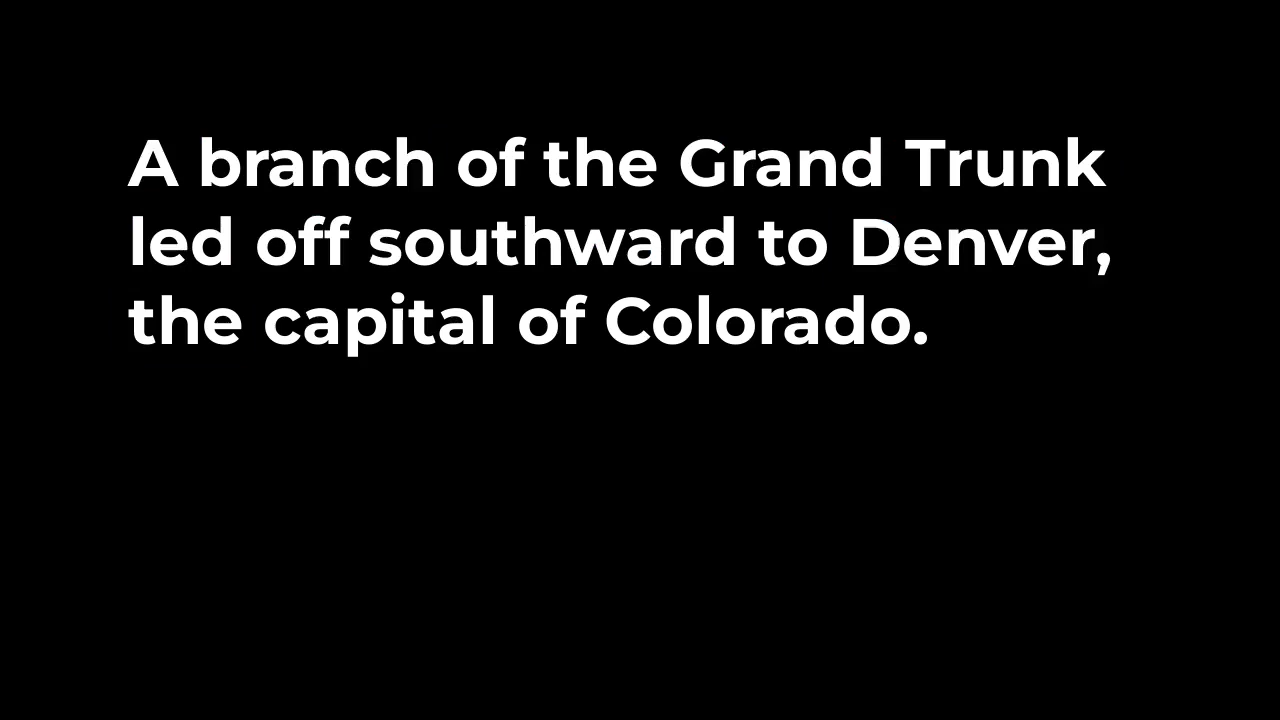 A branch of the Grand Trunk
led off southward to Denver,
the capital of Colorado.